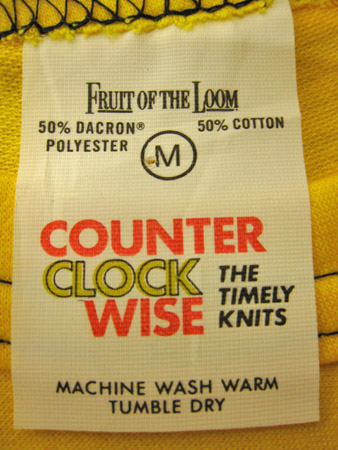 FRUIT OF THE LOOM
50% DACRON® 50% COTTON
POLYESTER
M
COUNTER
CLOCK
WISE
THE
TIMELY
KNITS
MACHINE WASH WARM
TUMBLE DRY